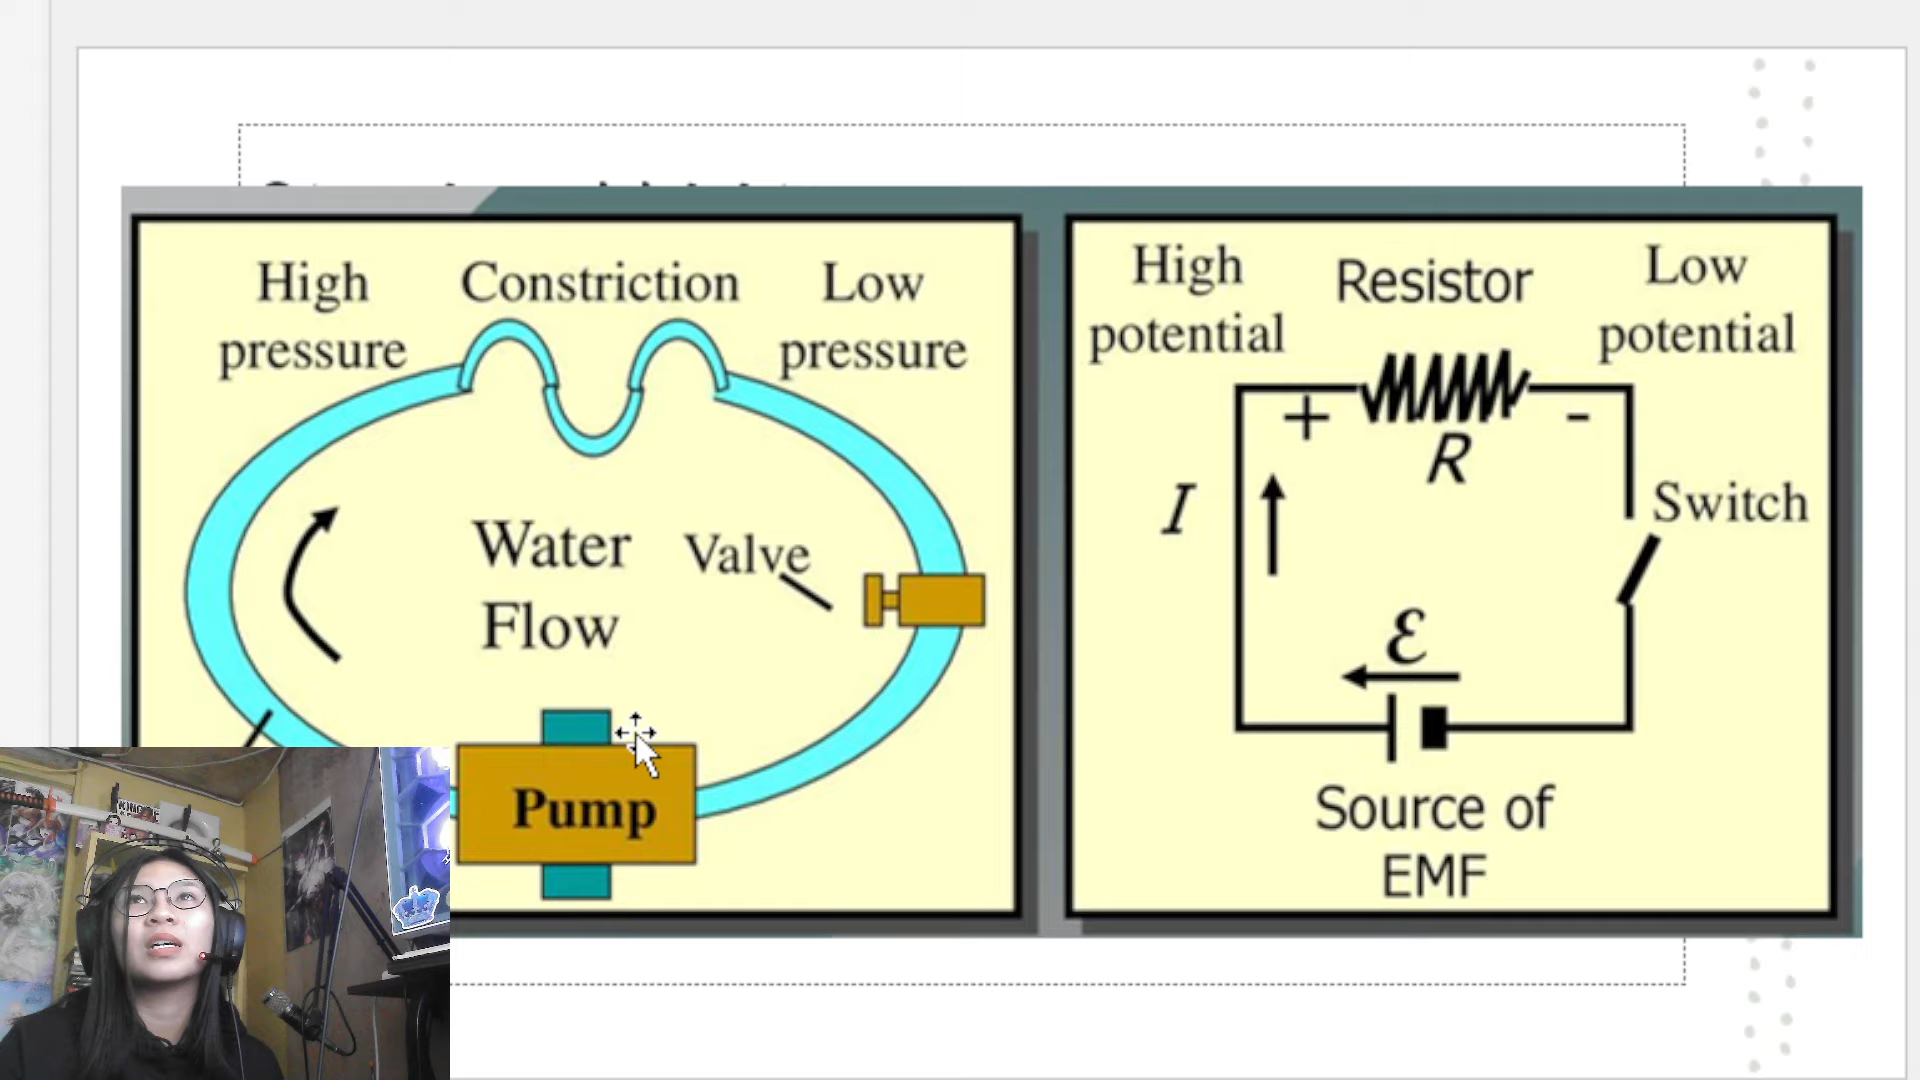 High
pressure
Constriction
Low
pressure
Water
Flow
Valve
Pump
High
potential
Resistor
Low
potential
+
-
R
I
Switch
ℰ
Source of
EMF